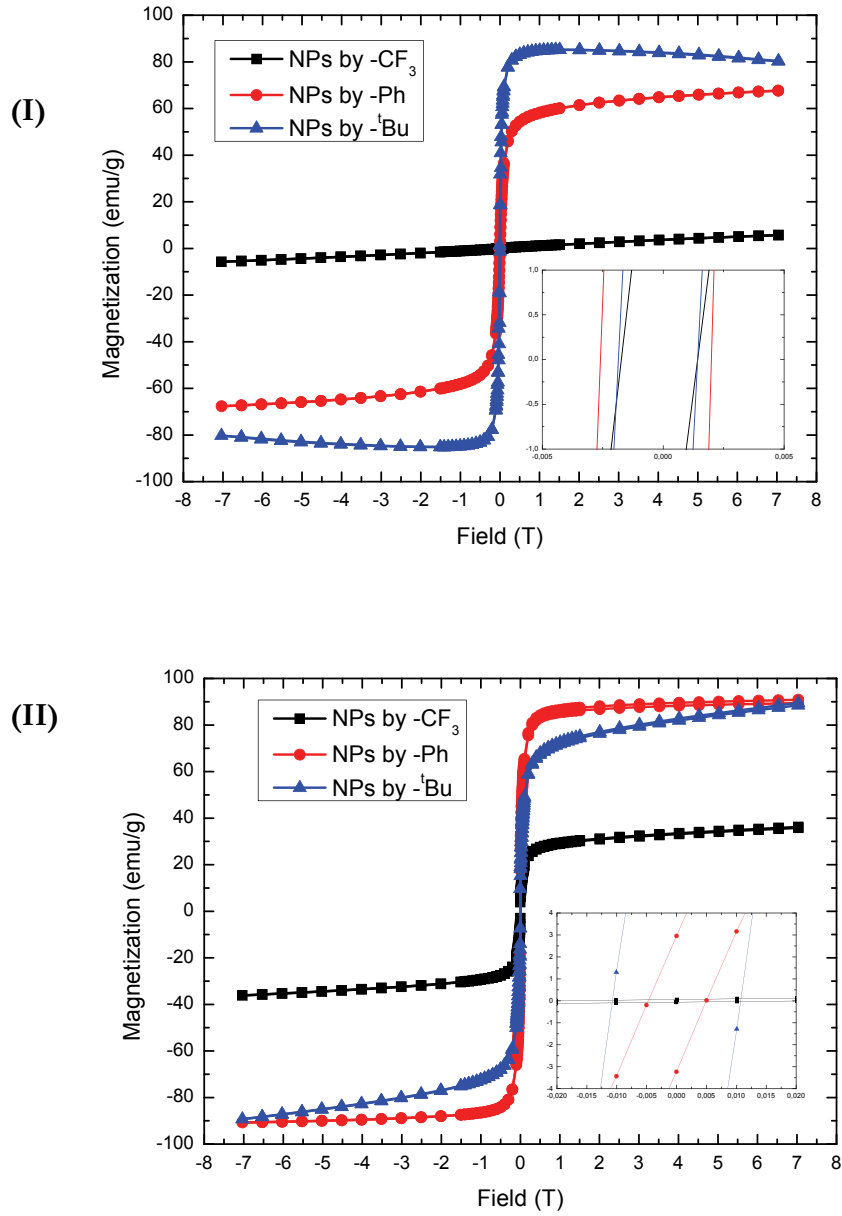 (I)
NPs by -CF3
NPs by -Ph
NPs by -tBu
100
80
60
40
20
0
-20
-40
-60
-80
-100
Magnetization (emu/g)
1,0
0,5
0,0
-0,5
-1,0
-0,005 0,000 0,005
-8 -7 -6 -5 -4 -3 -2 -1 0 1 2 3 4 5 6 7 8
Field (T)
(II)
NPs by -CF3
NPs by -Ph
NPs by -tBu
100
80
60
40
20
0
-20
-40
-60
-80
-100
Magnetization (emu/g)
4
3
2
1
0
-1
-2
-3
-4
-0,020 -0,015 -0,010 -0,005 0,000 0,005 0,010 0,015 0,020
-8 -7 -6 -5 -4 -3 -2 -1 0 1 2 3 4 5 6 7 8
Field (T)